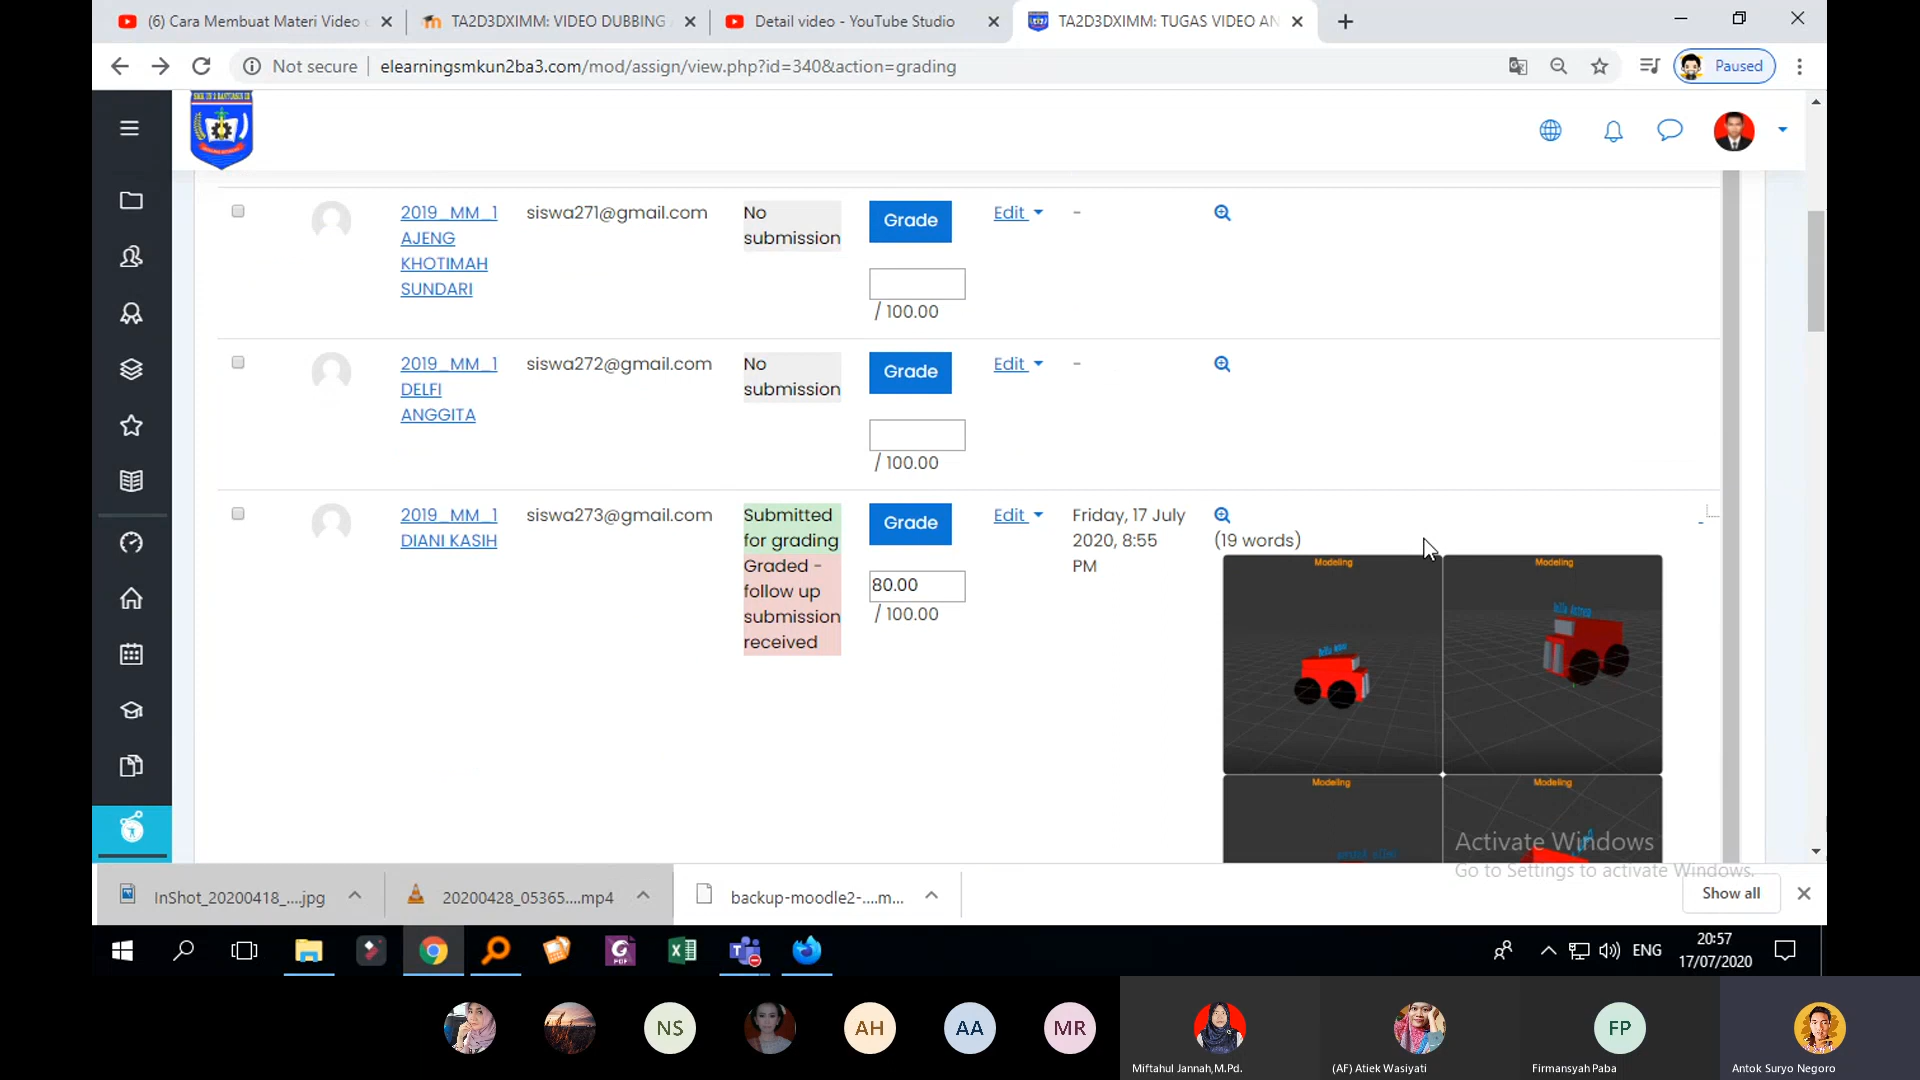 (6) Cara Membuat Materi Video
TA2D3DXIMM: VIDEO DUBBING
Detail video - YouTube Studio
TA2D3DXIMM: TUGAS VIDEO AN
Not secure
elearningsmkun2ba3.com/mod/assign/view.php?id=340&action=grading
Paused
2019_MM_1
AJENG
KHOTIMAH
SUNDARI
siswa271@gmail.com
No
submission
Grade
/ 100.00
Edit
-
2019_MM_1
DELFI
ANGGITA
siswa272@gmail.com
No
submission
Grade
/ 100.00
Edit
-
2019_MM_1
DIANI KASIH
siswa273@gmail.com
Submitted
for grading
Graded -
follow up
submission
received
Grade
80.00
/ 100.00
Edit
Friday, 17 July
2020, 8:55
PM
(19 words)
Modeling
Modeling
Modeling
Modeling
Activate Windows
Go to Settings to activate Windows.
InShot_20200418_....jpg
20200428_05365....mp4
backup-moodle2-....m...
Show all
ENG
20:57
17/07/2020
NS
AH
AA
MR
Miftahul Jannah,M.Pd.
(AF) Atiek Wasiyati
FP
Firmansyah Paba
Antok Suryo Negoro